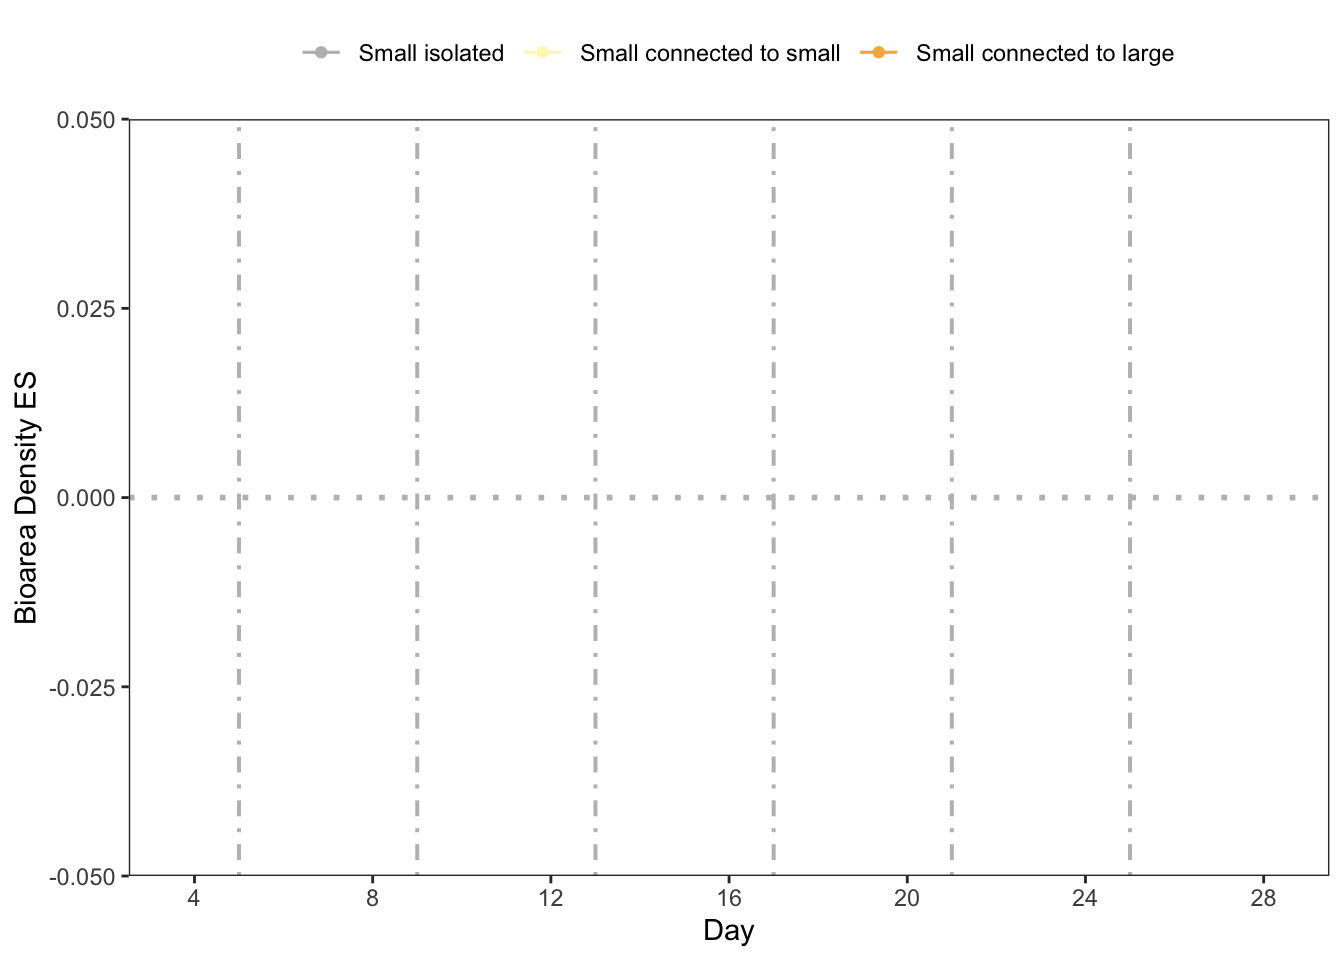 Small isolated Small connected to small Small connected to large
0.050
0.025
0.000
-0.025
-0.050
Bioarea Density ES
4 8 12 16 20 24 28
Day